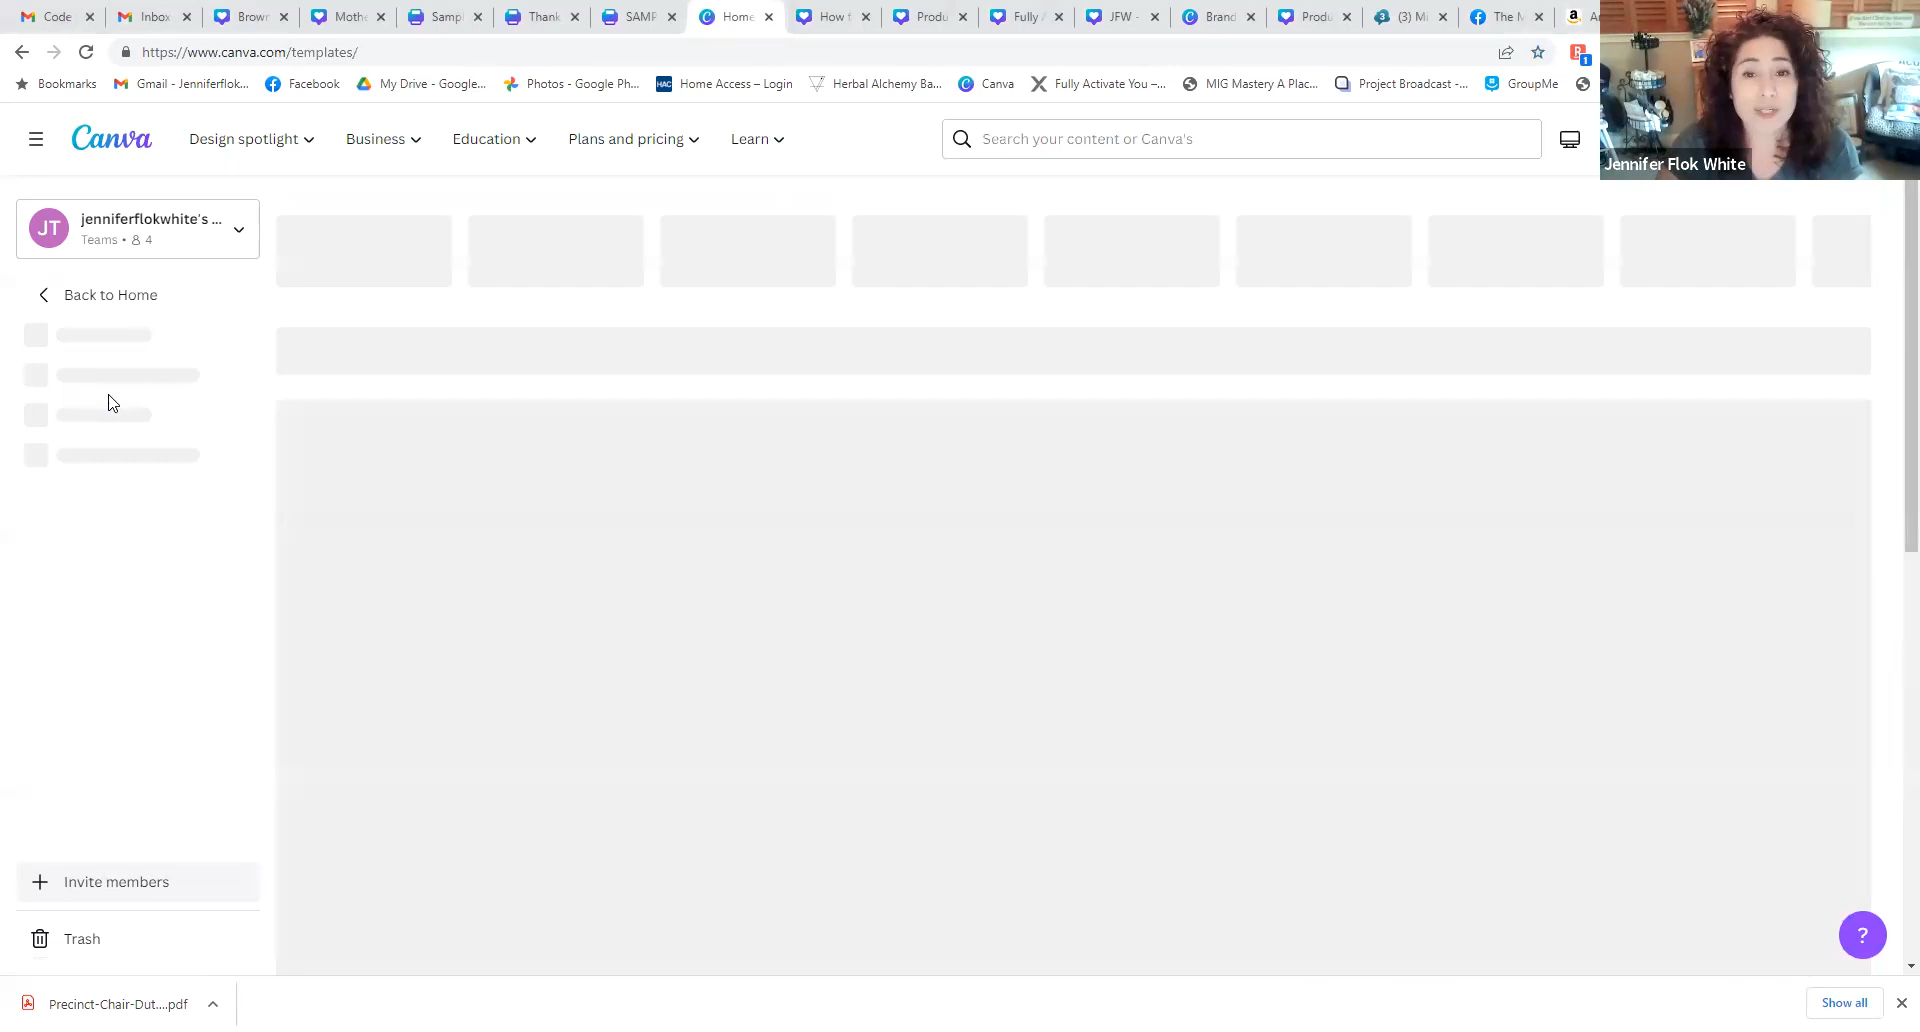 Code
Inbox
Brown
Mothe
Sampl
Thank
SAMP
Home
How t
Produ
Fully A
JFW -
Brand
Produ
(3) Mi
The M
https://www.canva.com/templates/
Bookmarks
Gmail - Jenniferflok...
Facebook
My Drive - Google...
Photos - Google Ph...
HAC
Home Access – Login
Herbal Alchemy Ba...
Canva
Fully Activate You –...
MIG Mastery A Plac...
Project Broadcast -...
GroupMe
Canva
Design spotlight
Business
Education
Plans and pricing
Learn
Search your content or Canva's
Jennifer Flok White
JT
jenniferflokwhite's ...
Teams • 4
Back to Home
Invite members
Trash
?
Precinct-Chair-Dut....pdf
Show all